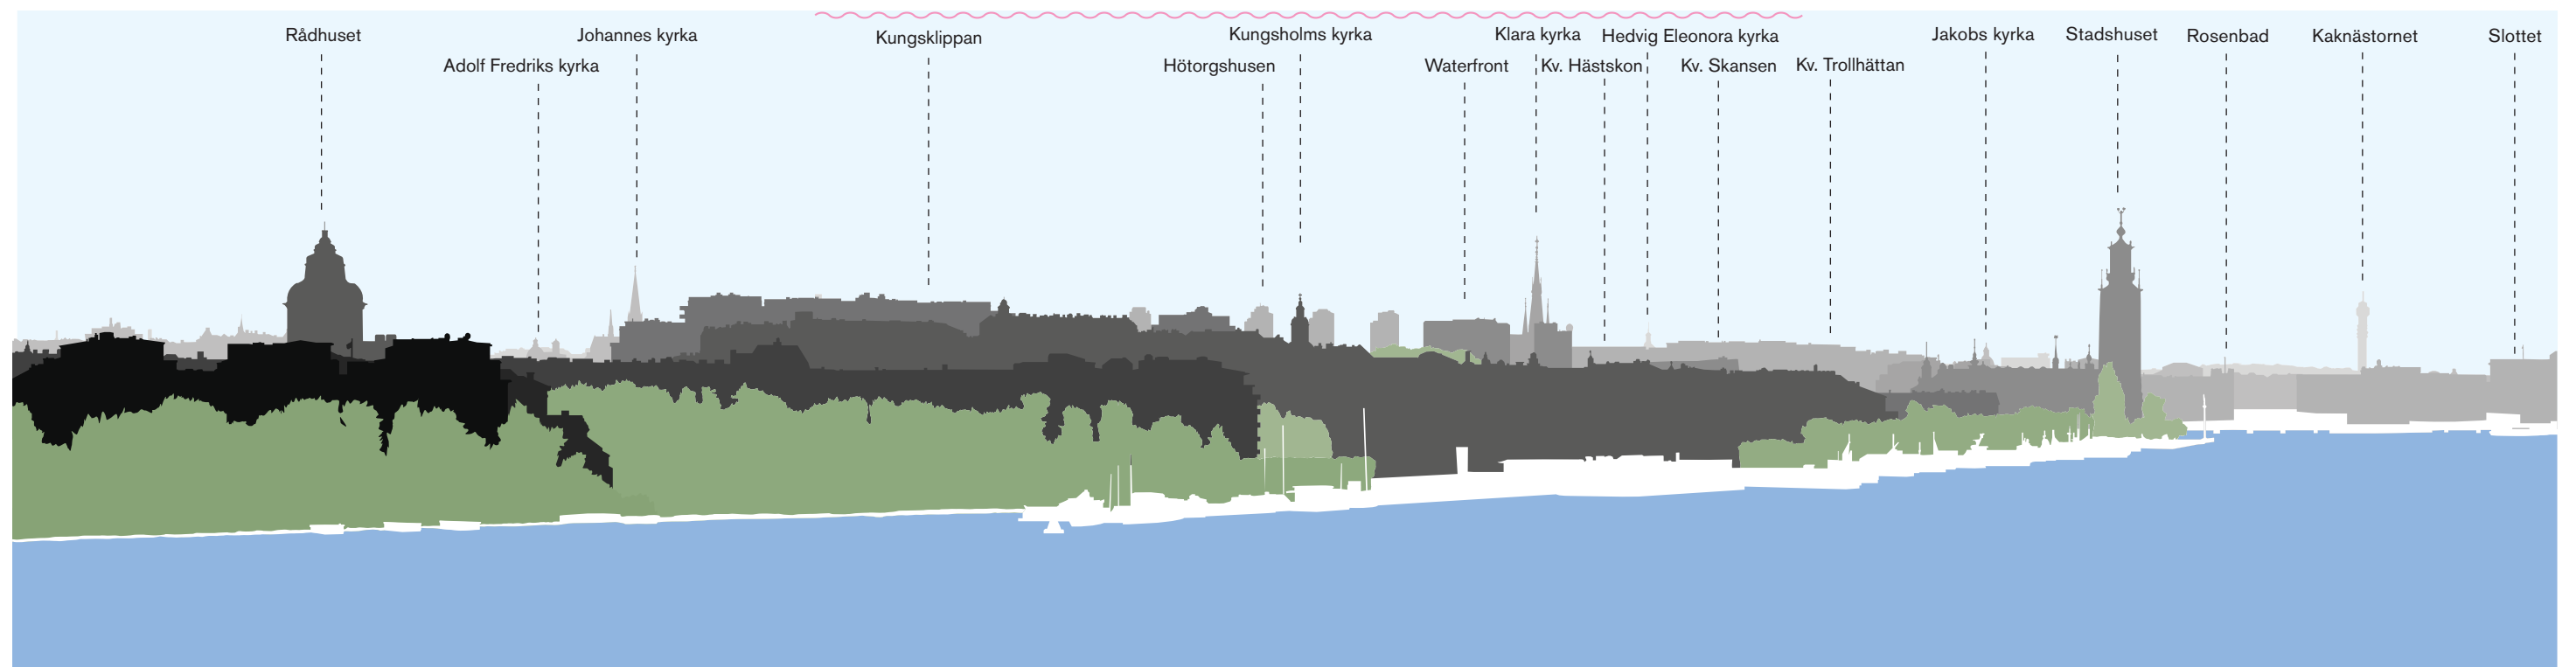 Rådhuset
Adolf Fredriks kyrka
Johannes kyrka
Kungsklippan
Hötorgshusen
Kungsholms kyrka
Waterfront
Klara kyrka
Kv. Hästskon
Hedvig Eleonora kyrka
Kv. Skansen
Kv. Trollhättan
Jakobs kyrka
Stadshuset
Rosenbad
Kaknästornet
Slottet